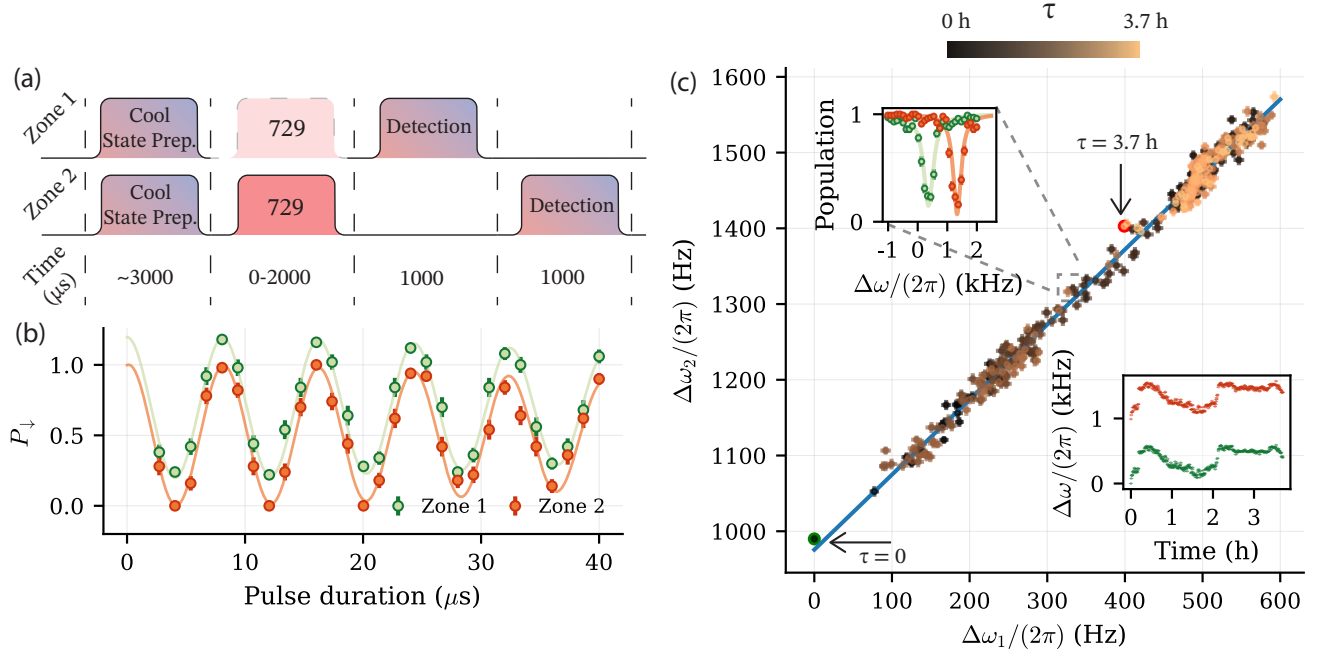 (a)
Zone 1
Cool
State Prep.
729
Detection
Zone 2
Cool
State Prep.
729
Detection
Time
(μs)
~3000
0-2000
1000
1000
(b)
1.0
0.5
0.0
P↓
Zone 1
Zone 2
0
10
20
30
40
Pulse duration (μs)
(c)
0 h
τ
3.7 h
1600
1500
1400
1300
1200
1100
1000
Δω₂/(2π) (Hz)
0
100
200
300
400
500
600
Δω₁/(2π) (Hz)
Population
1
0
-1
0
1
2
Δω/(2π) (kHz)
τ = 3.7 h
τ = 0
Δω/(2π) (kHz)
1
0
0
1
2
3
Time (h)